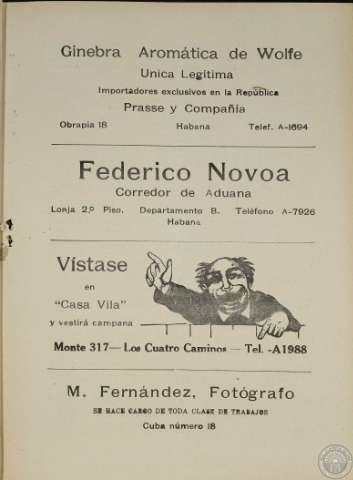 Ginebra Aromática de Wolfe
Unica Legitima
Importadores exclusivos en la República
Prasse y Compañía
Obrapia 18 Habana Telef. A-1694
Federico Novoa
Corredor de Aduana
Lonja 2.º Piso. Departamento B. Teléfono A-7926
Habana
Vístase
en
"Casa Vila"
y vestirá campana
Monte 317— Los Cuatro Caminos — Tel. -A1988
M. Fernández, Fotógrafo
SE HACE CARGO DE TODA CLASE DE TRABAJOS
Cuba número 18